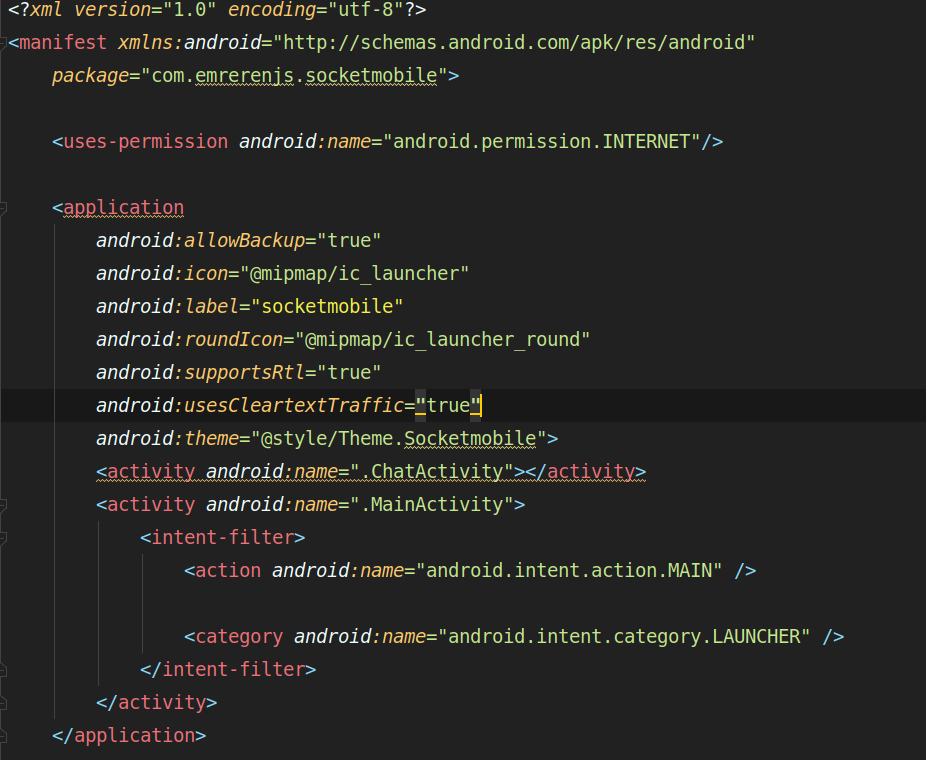 <?xml version="1.0" encoding="utf-8"?>
<manifest xmlns:android="http://schemas.android.com/apk/res/android"
package="com.emrerenjs.socketmobile">
<uses-permission android:name="android.permission.INTERNET"/>
<application
android:allowBackup="true"
android:icon="@mipmap/ic_launcher"
android:label="socketmobile"
android:roundIcon="@mipmap/ic_launcher_round"
android:supportsRtl="true"
android:usesCleartextTraffic="true"
android:theme="@style/Theme.Socketmobile">
<activity android:name=".ChatActivity"></activity>
<activity android:name=".MainActivity">
<intent-filter>
<action android:name="android.intent.action.MAIN" />
<category android:name="android.intent.category.LAUNCHER" />
</intent-filter>
</activity>
</application>